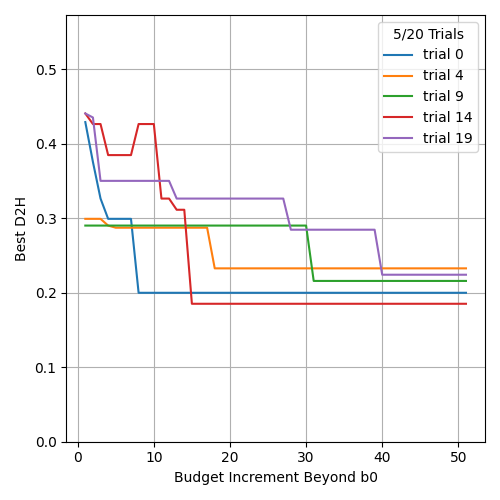 5/20 Trials
trial 0
trial 4
trial 9
trial 14
trial 19
Best D2H
0.5
0.4
0.3
0.2
0.1
0.0
0
10
20
30
40
50
Budget Increment Beyond b0